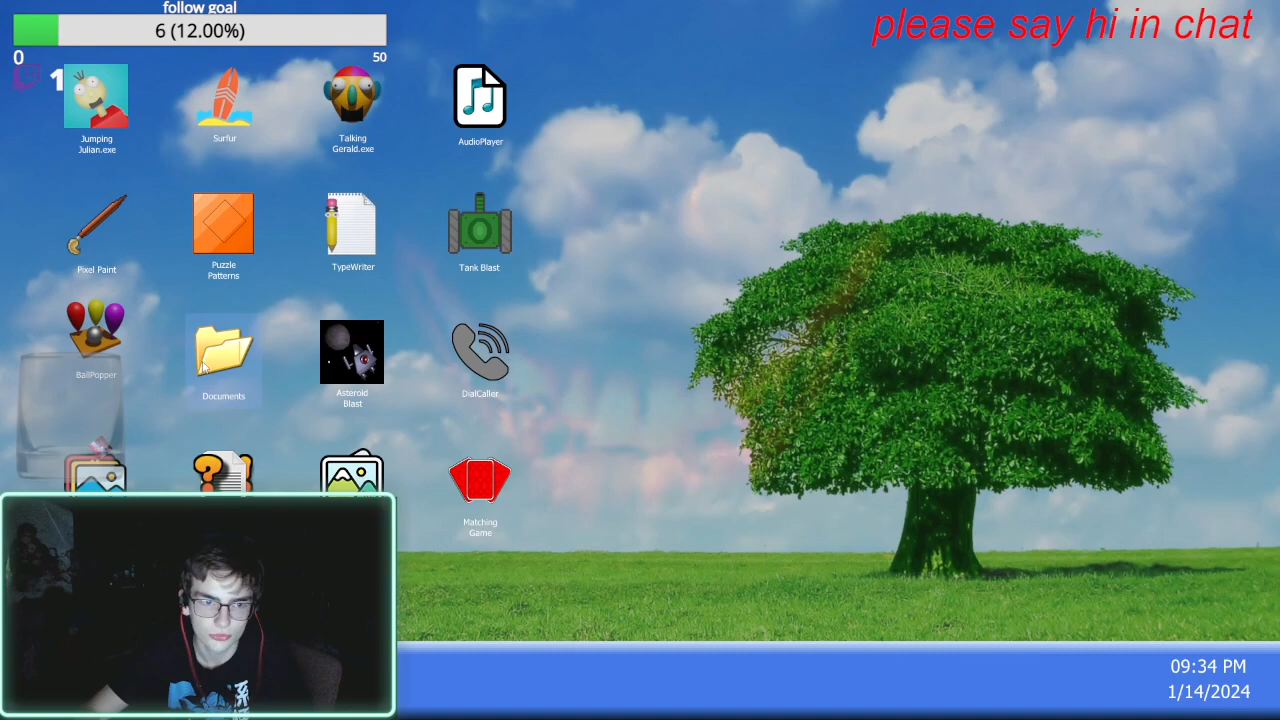 follow goal
please say hi in chat
6 (12.00%)
0
50
1
Jumping
Julian.exe
Surfur
Talking
Gerald.exe
AudioPlayer
Pixel Paint
Puzzle
Patterns
TypeWriter
Tank Blast
BallPopper
Documents
Asteroid
Blast
DialCaller
Matching
Game
09:34 PM
1/14/2024